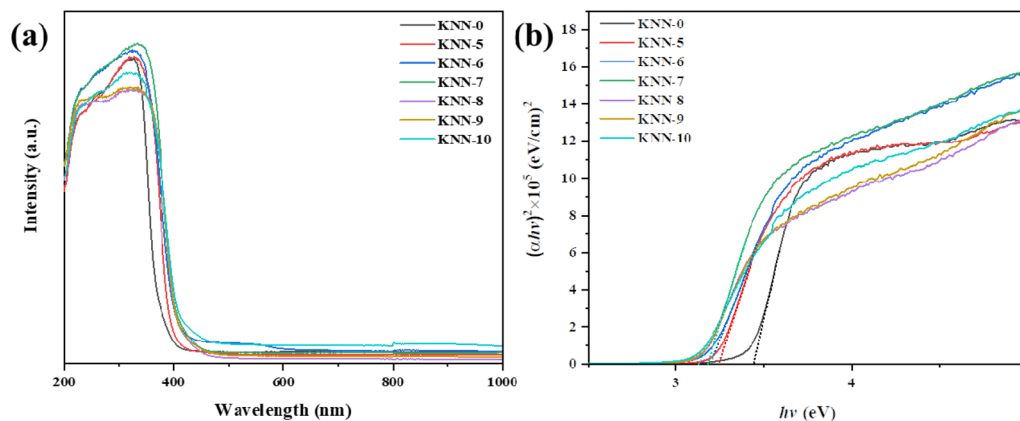 (a)
KNN-0
KNN-5
KNN-6
KNN-7
KNN-8
KNN-9
KNN-10
Intensity (a.u.)
200
400
600
800
1000
Wavelength (nm)
(b)
KNN-0
KNN-5
KNN-6
KNN-7
KNN 8
KNN-9
KNN-10
18
16
14
12
10
8
6
4
2
0
(αhν)²×10⁵ (eV/cm)²
3
4
hν (eV)